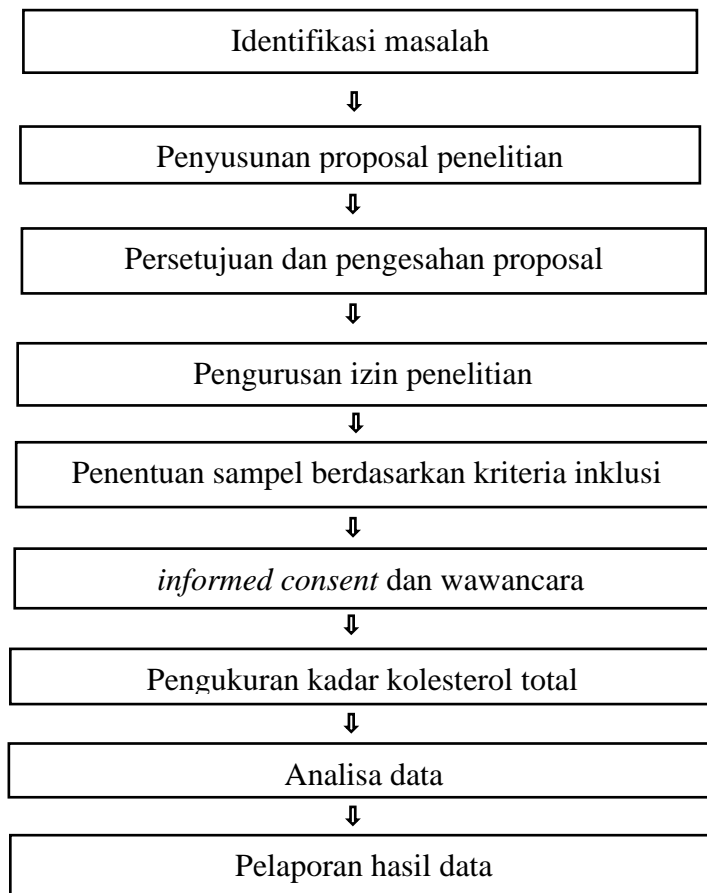 Identifikasi masalah
Penyusunan proposal penelitian
Persetujuan dan pengesahan proposal
Pengurusan izin penelitian
Penentuan sampel berdasarkan kriteria inklusi
informed consent dan wawancara
Pengukuran kadar kolesterol total
Analisa data
Pelaporan hasil data